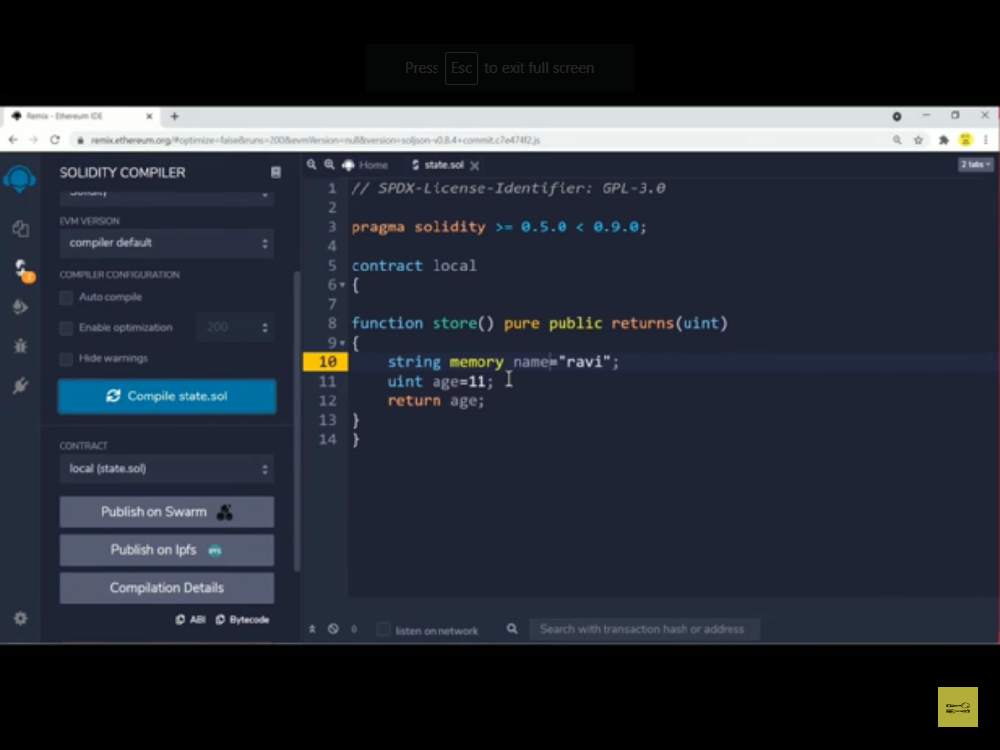 Press Esc to exit full screen
Remix - Ethereum IDE
remix.ethereum.org/#optimize=false&runs=200&evmVersion=null&version=soljson-v0.8.4+commit.c7e474f2.js
SOLIDITY COMPILER
Home
state.sol
2 tabs
Solidity
EVM VERSION
compiler default
COMPILER CONFIGURATION
Auto compile
Enable optimization
200
Hide warnings
Compile state.sol
CONTRACT
local (state.sol)
Publish on Swarm
Publish on Ipfs
Compilation Details
ABI
Bytecode
1 // SPDX-License-Identifier: GPL-3.0
2
3 pragma solidity >= 0.5.0 < 0.9.0;
4
5 contract local
6 {
7
8 function store() pure public returns(uint)
9 {
10 string memory name="ravi";
11 uint age=11;
12 return age;
13 }
14 }
0
listen on network
Search with transaction hash or address